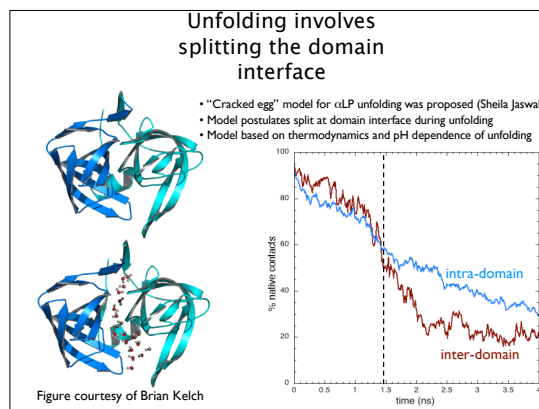 Unfolding involves
splitting the domain
interface
• “Cracked egg” model for αLP unfolding was proposed (Sheila Jaswal
• Model postulates split at domain interface during unfolding
• Model based on thermodynamics and pH dependence of unfolding
100
80
60
40
20
0
% native contacts
intra-domain
inter-domain
0 0.5 1 1.5 2 2.5 3 3.5 4
time (ns)
Figure courtesy of Brian Kelch